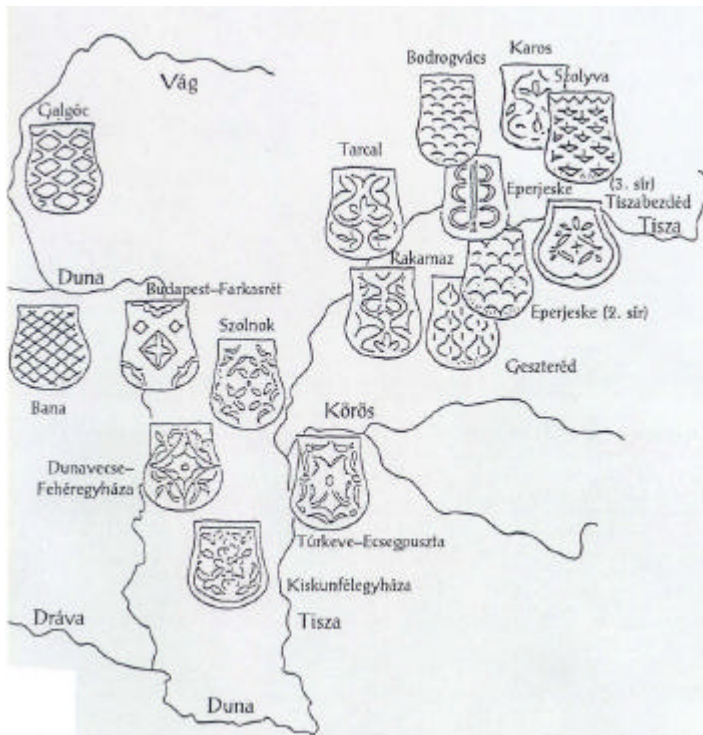 Karos
Bodrogvács
Szolyva
Vág
Galgóc
Tarcal
Eperjeske
(3. sír)
Tiszabezdéd
Tisza
Duna
Rakamaz
Budapest–Farkasrét
Szolnok
Eperjeske (2. sír)
Geszteréd
Bana
Körös
Dunavecse–
Fehéregyháza
Túrkeve–Ecsegpuszta
Kiskunfélegyháza
Dráva
Tisza
Duna